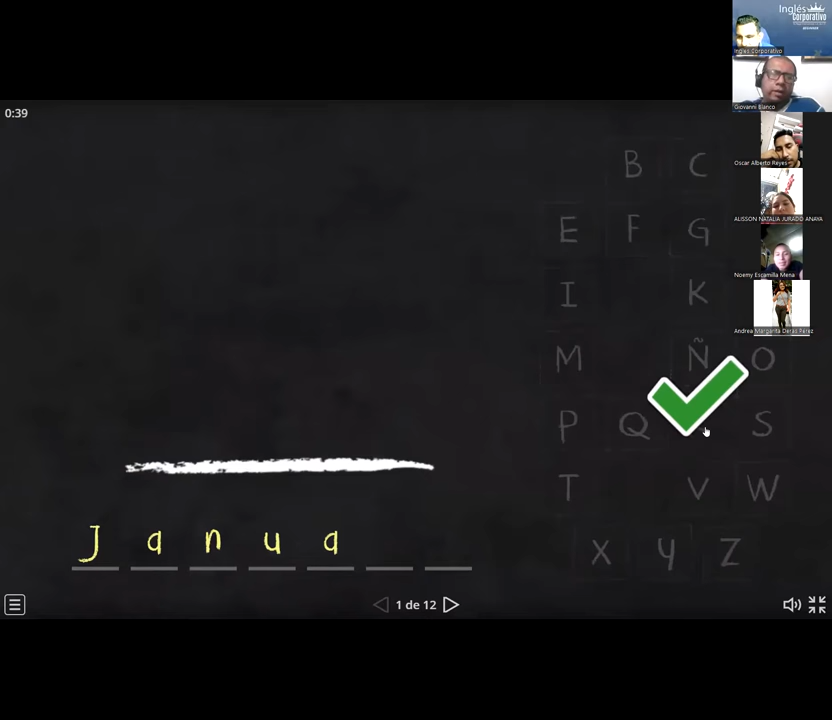 Inglés
Corporativo
Inglés Corporativo
Giovanni Blanco
Oscar Alberto Reyes
ALISSON NATALIA JURADO ANAYA
Noemy Escamilla Mena
Andrea Margarita Deras Perez
0:39
B C
E F G
I K
M Ñ O
P Q S
T V W
X Y Z
J a n u a
1 de 12